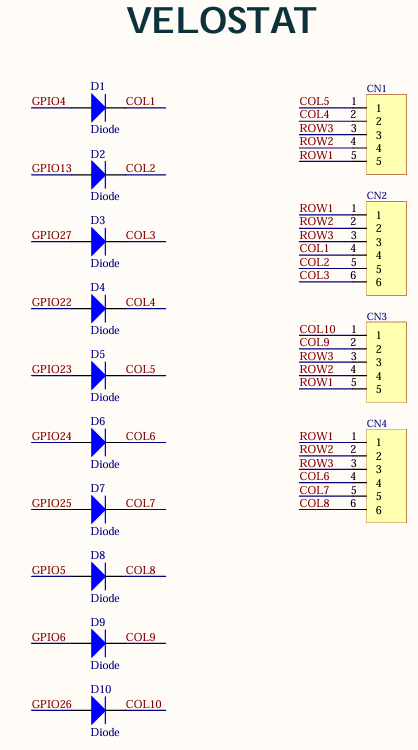 VELOSTAT
D1
GPIO4 COL1
Diode
D2
GPIO13 COL2
Diode
D3
GPIO27 COL3
Diode
D4
GPIO22 COL4
Diode
D5
GPIO23 COL5
Diode
D6
GPIO24 COL6
Diode
D7
GPIO25 COL7
Diode
D8
GPIO5 COL8
Diode
D9
GPIO6 COL9
Diode
D10
GPIO26 COL10
Diode
CN1
COL5 1 1
COL4 2 2
ROW3 3 3
ROW2 4 4
ROW1 5 5
CN2
ROW1 1 1
ROW2 2 2
ROW3 3 3
COL1 4 4
COL2 5 5
COL3 6 6
CN3
COL10 1 1
COL9 2 2
ROW3 3 3
ROW2 4 4
ROW1 5 5
CN4
ROW1 1 1
ROW2 2 2
ROW3 3 3
COL6 4 4
COL7 5 5
COL8 6 6